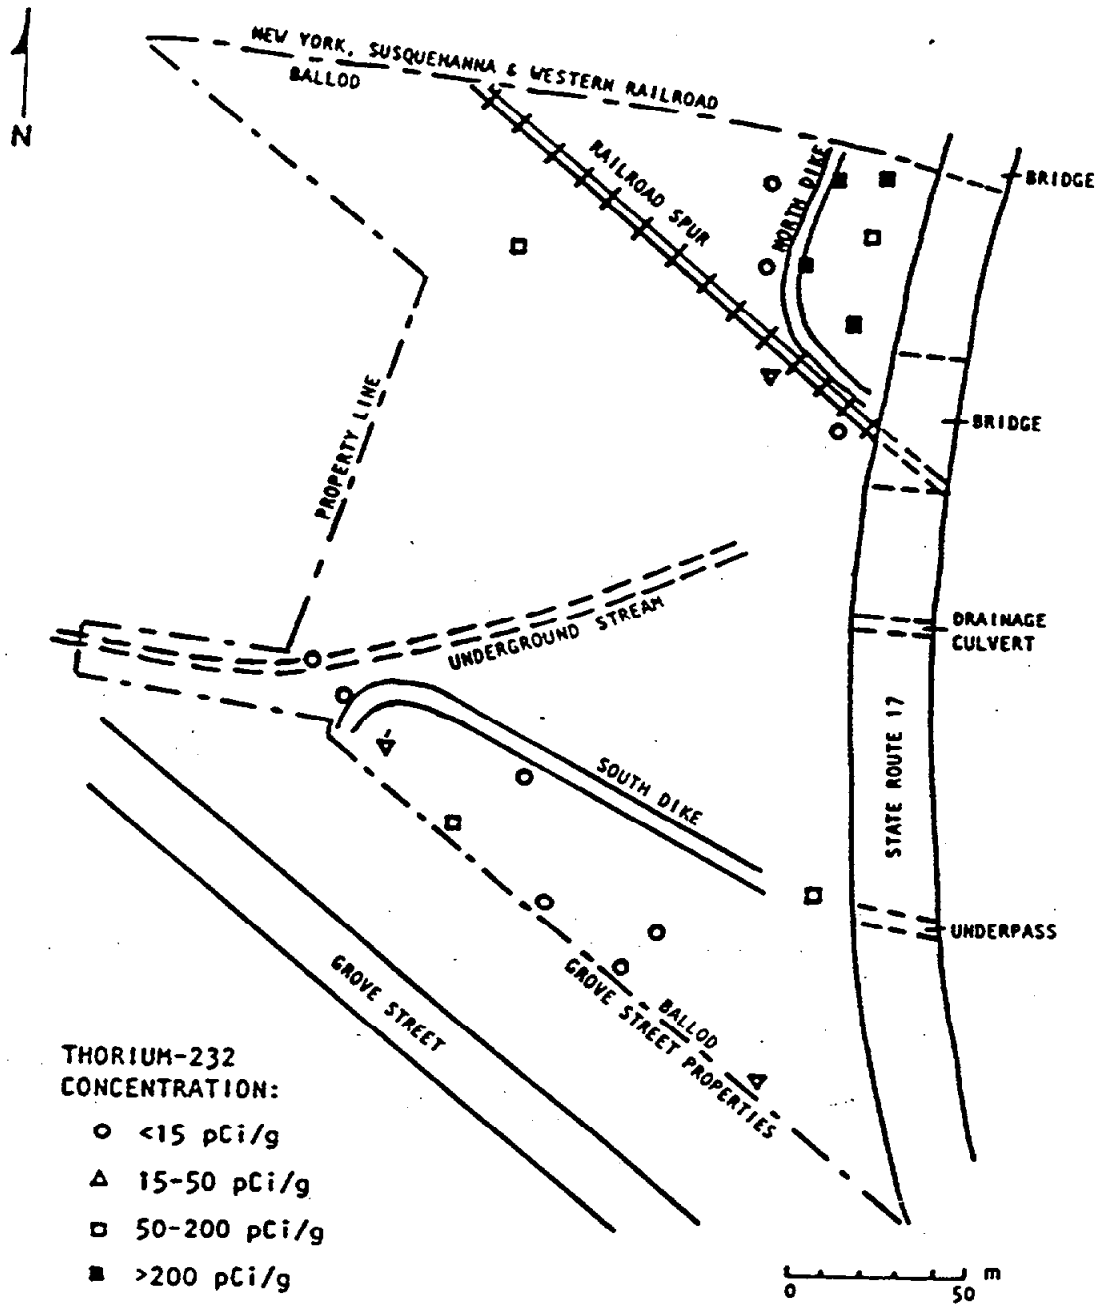 NEW YORK, SUSQUEHANNA & WESTERN RAILROAD
BALLOD
N
RAILROAD SPUR
NORTH DIKE
BRIDGE
PROPERTY LINE
BRIDGE
UNDERGROUND STREAM
DRAINAGE
CULVERT
STATE ROUTE 17
SOUTH DIKE
UNDERPASS
GROVE STREET
BALLOD
GROVE STREET PROPERTIES
THORIUM-232
CONCENTRATION:
<15 pCi/g
15-50 pCi/g
50-200 pCi/g
>200 pCi/g
m
0 50